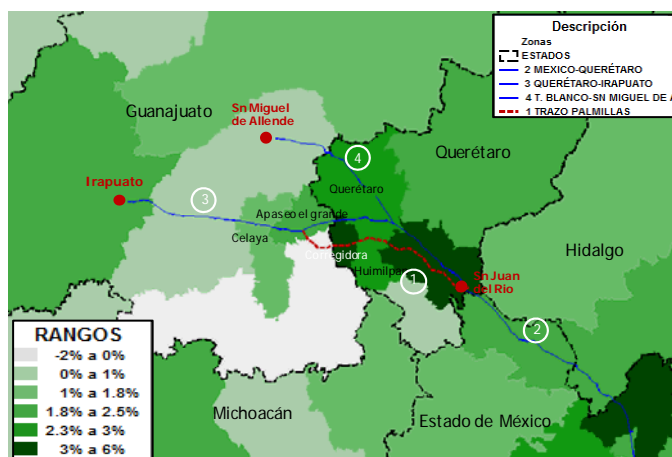 Descripción
Zonas
ESTADOS
2 MEXICO-QUERÉTARO
3 QUERÉTARO-IRAPUATO
4 T. BLANCO-SN MIGUEL DE A
1 TRAZO PALMILLAS
Guanajuato
Sn Miguel
de Allende
4
Querétaro
Querétaro
Irapuato
3
Apaseo el grande
Celaya
Hidalgo
Corregidora
Huimilpan
1
Sn Juan
del Rio
2
RANGOS
-2% a 0%
0% a 1%
1% a 1.8%
1.8% a 2.5%
2.3% a 3%
3% a 6%
Michoacán
Estado de México